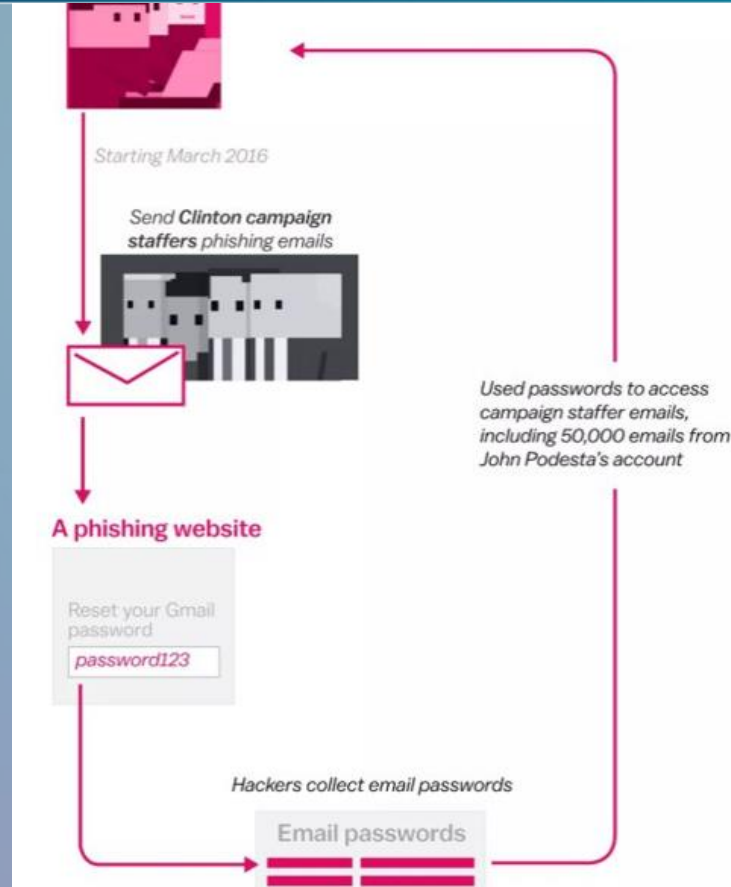 Starting March 2016
Send Clinton campaign
staffers phishing emails
Used passwords to access
campaign staffer emails,
including 50,000 emails from
John Podesta's account
A phishing website
Reset your Gmail
password
password123
Hackers collect email passwords
Email passwords